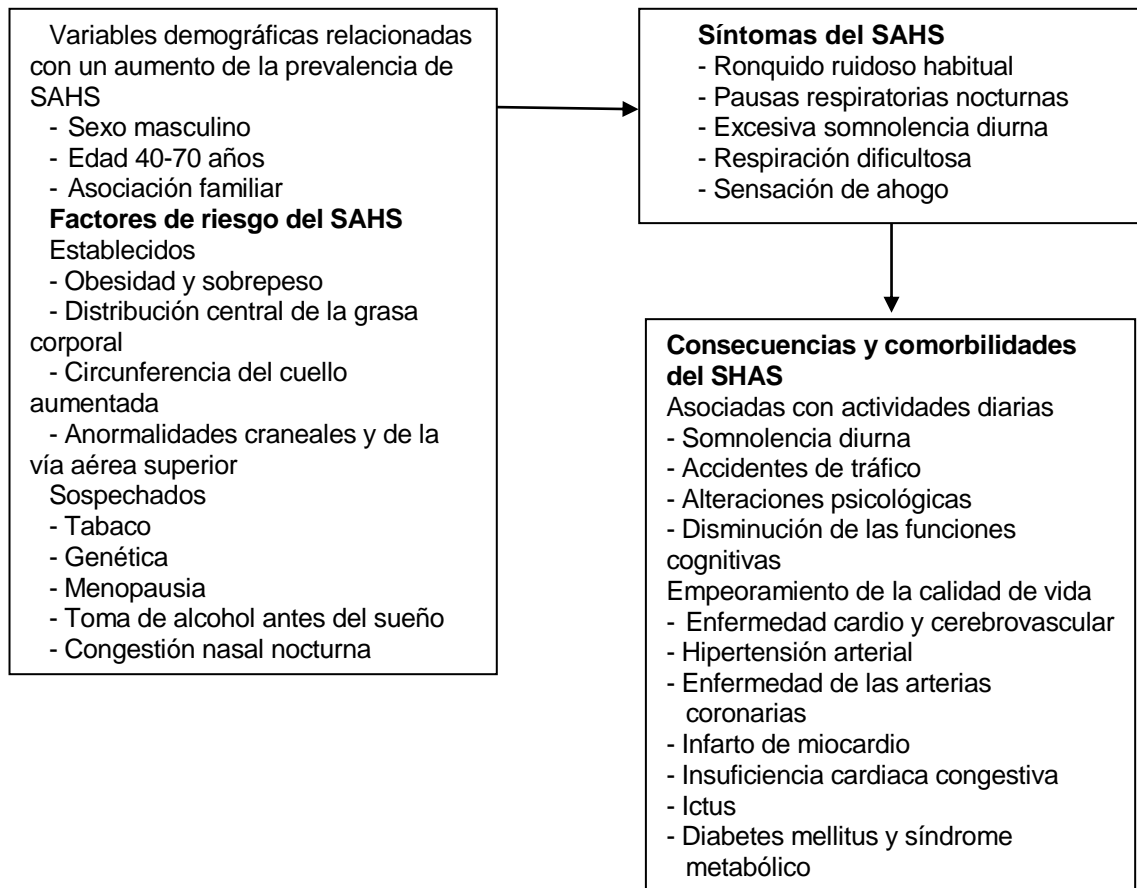 Variables demográficas relacionadas
con un aumento de la prevalencia de
SAHS
- Sexo masculino
- Edad 40-70 años
- Asociación familiar
Factores de riesgo del SAHS
Establecidos
- Obesidad y sobrepeso
- Distribución central de la grasa
corporal
- Circunferencia del cuello
aumentada
- Anormalidades craneales y de la
vía aérea superior
Sospechados
- Tabaco
- Genética
- Menopausia
- Toma de alcohol antes del sueño
- Congestión nasal nocturna
Síntomas del SAHS
- Ronquido ruidoso habitual
- Pausas respiratorias nocturnas
- Excesiva somnolencia diurna
- Respiración dificultosa
- Sensación de ahogo
Consecuencias y comorbilidades
del SHAS
Asociadas con actividades diarias
- Somnolencia diurna
- Accidentes de tráfico
- Alteraciones psicológicas
- Disminución de las funciones
cognitivas
Empeoramiento de la calidad de vida
- Enfermedad cardio y cerebrovascular
- Hipertensión arterial
- Enfermedad de las arterias
coronarias
- Infarto de miocardio
- Insuficiencia cardiaca congestiva
- Ictus
- Diabetes mellitus y síndrome
metabólico